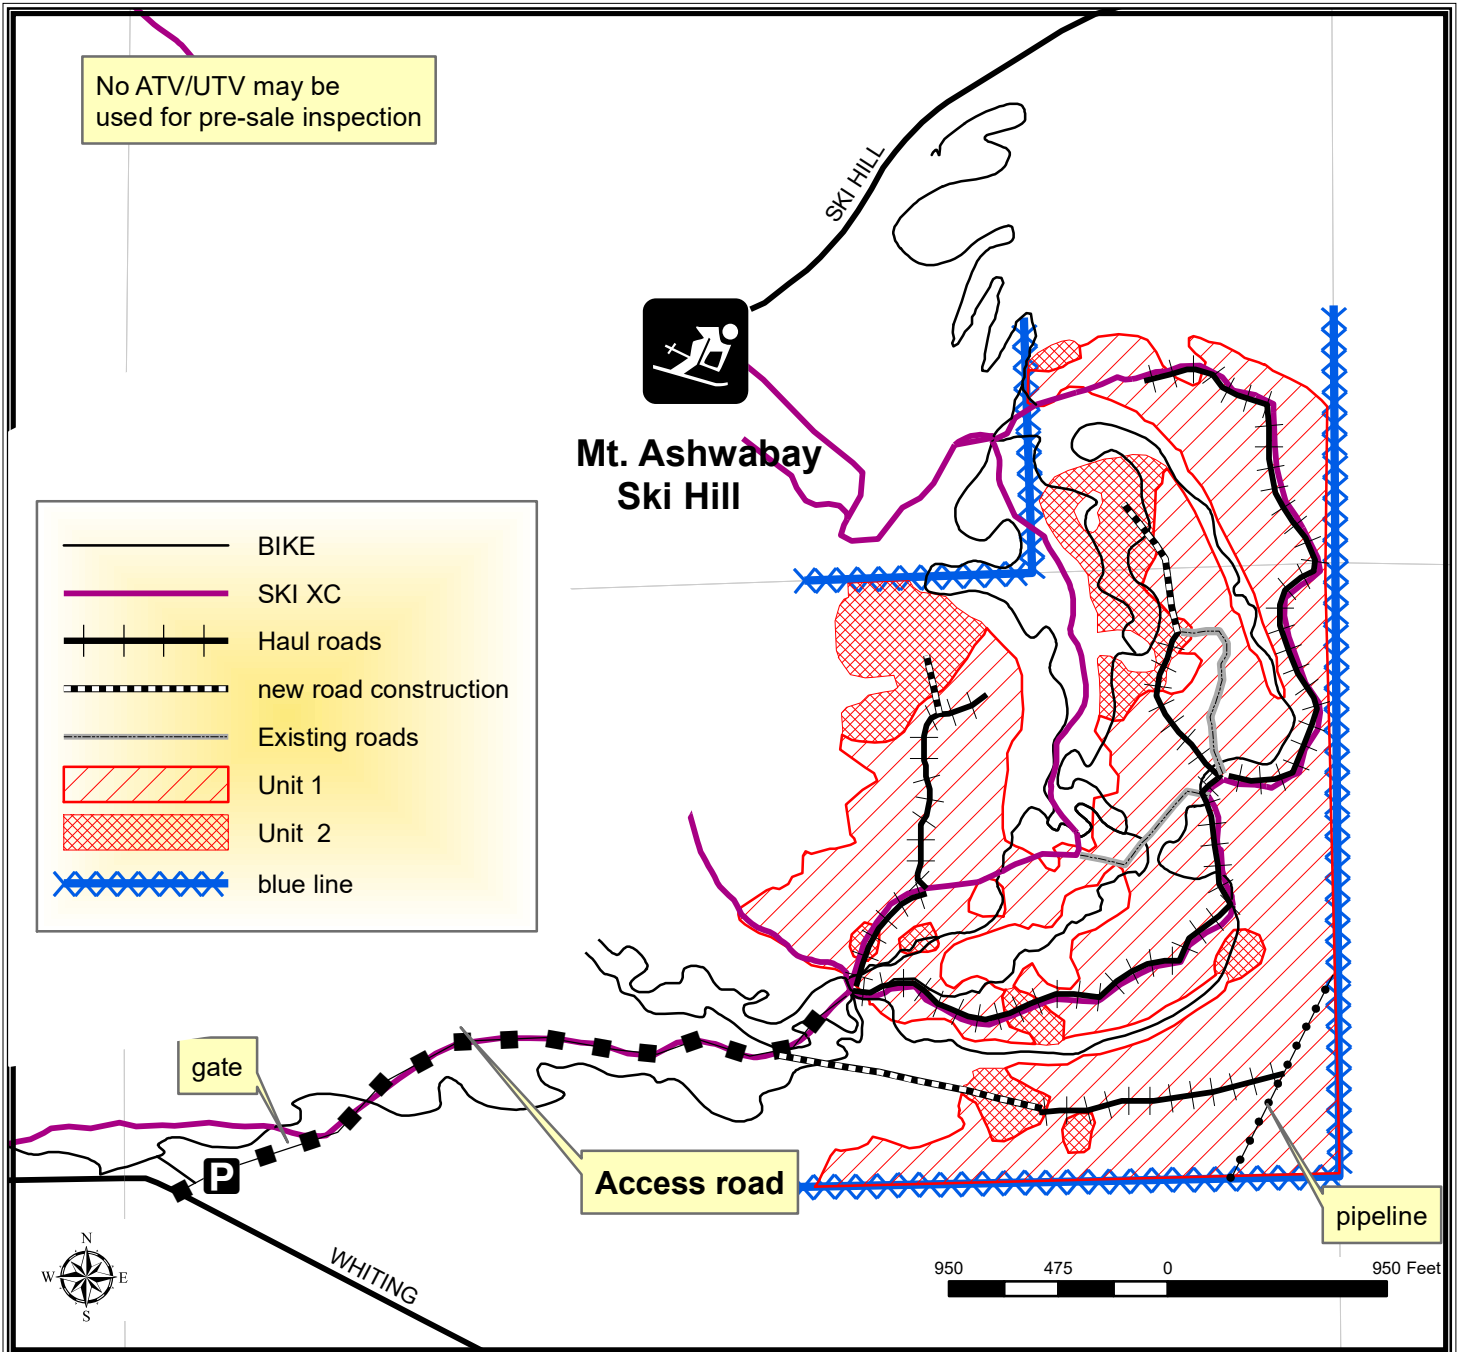 No ATV/UTV may be
used for pre-sale inspection
SKI HILL
Mt. Ashwabay
Ski Hill
BIKE
SKI XC
Haul roads
new road construction
Existing roads
Unit 1
Unit 2
blue line
gate
P
Access road
pipeline
WHITING
N
W E
S
950 475 0 950 Feet